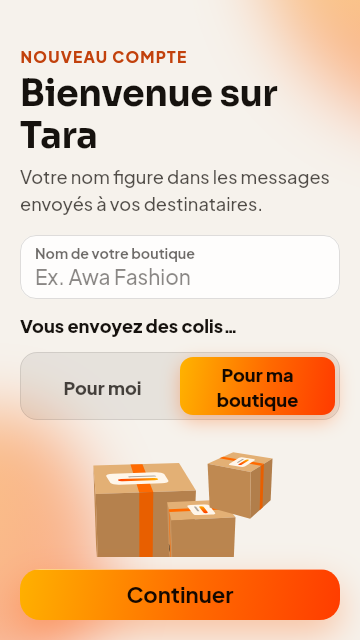 NOUVEAU COMPTE
Bienvenue sur
Tara
Votre nom figure dans les messages
envoyés à vos destinataires.
Nom de votre boutique
Ex. Awa Fashion
Vous envoyez des colis…
Pour moi
Pour ma
boutique
Continuer